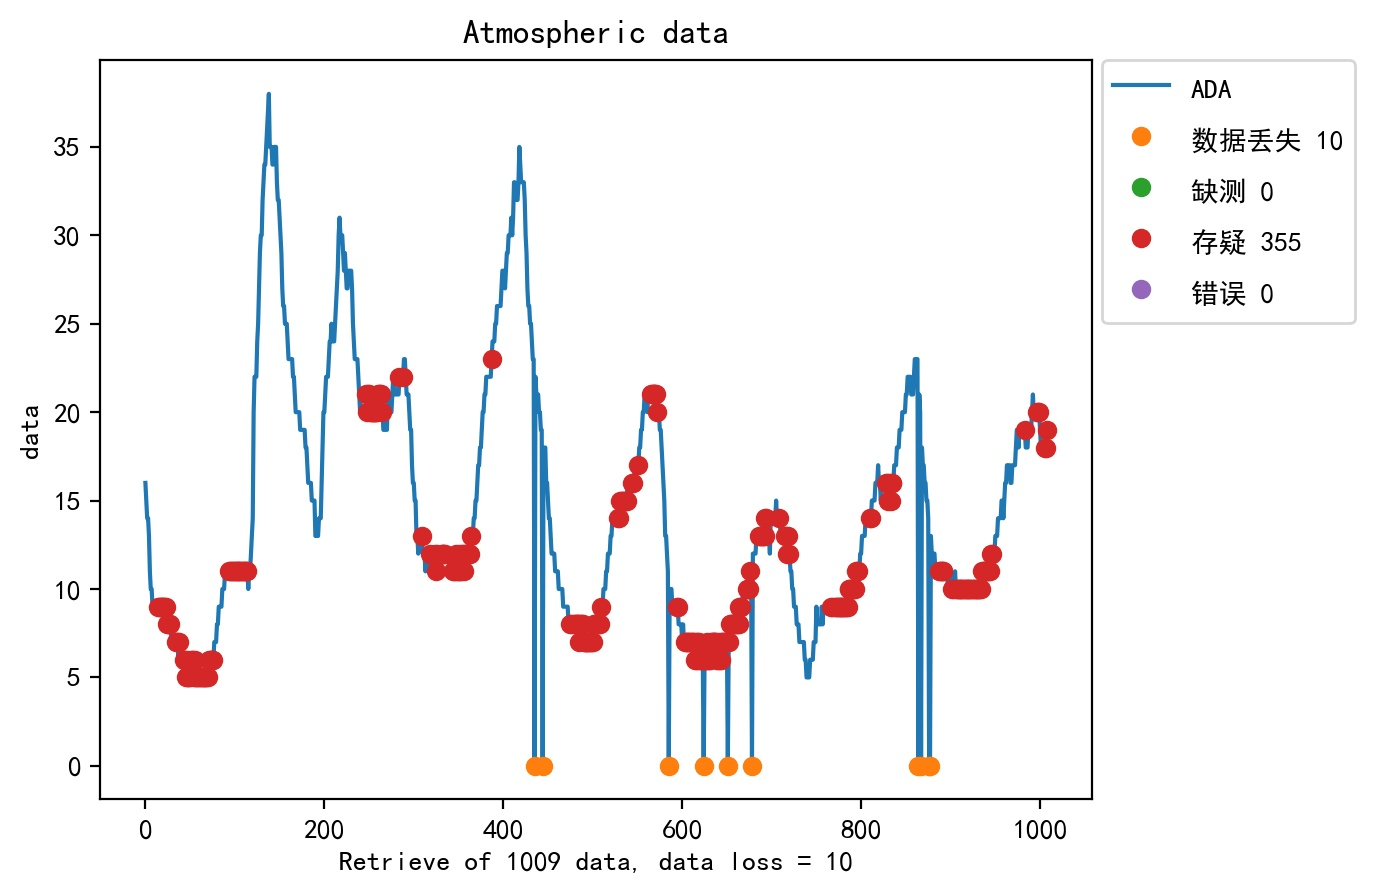 Atmospheric data
ADA
数据丢失 10
缺测 0
存疑 355
错误 0
data
35
30
25
20
15
10
5
0
0 200 400 600 800 1000
Retrieve of 1009 data, data loss = 10